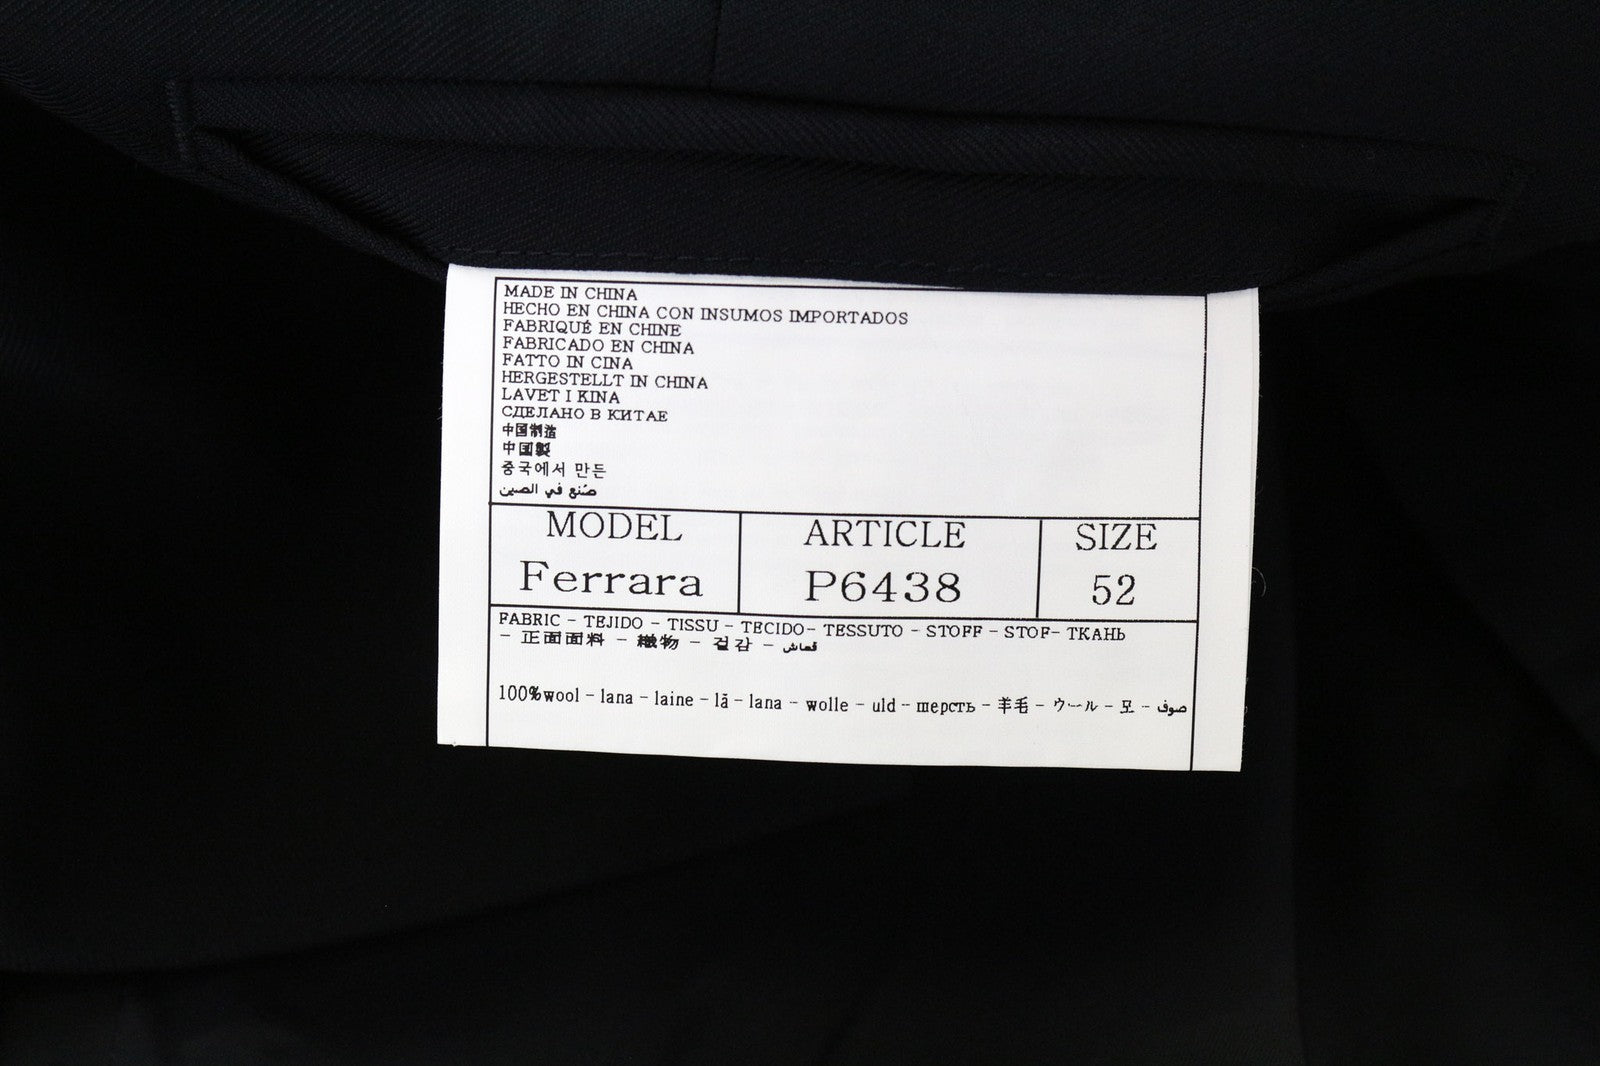 MADE IN CHINA
HECHO EN CHINA CON INSUMOS IMPORTADOS
FABRIQUÉ EN CHINE
FABRICADO EN CHINA
FATTO IN CINA
HERGESTELLT IN CHINA
LAVET I KINA
СДЕЛАНО В КИТАЕ
中国制造
中国製
중국에서 만든
صُنع في الصين
MODEL ARTICLE SIZE
Ferrara P6438 52
FABRIC - TEJIDO - TISSU - TECIDO- TESSUTO - STOFF - STOF- ТКАНЬ
- 正面面料 - 織物 - 겉감 - قماش
100%wool - lana - laine - lã - lana - wolle - uld - шерсть - 羊毛 - ウール - 모 - صوف